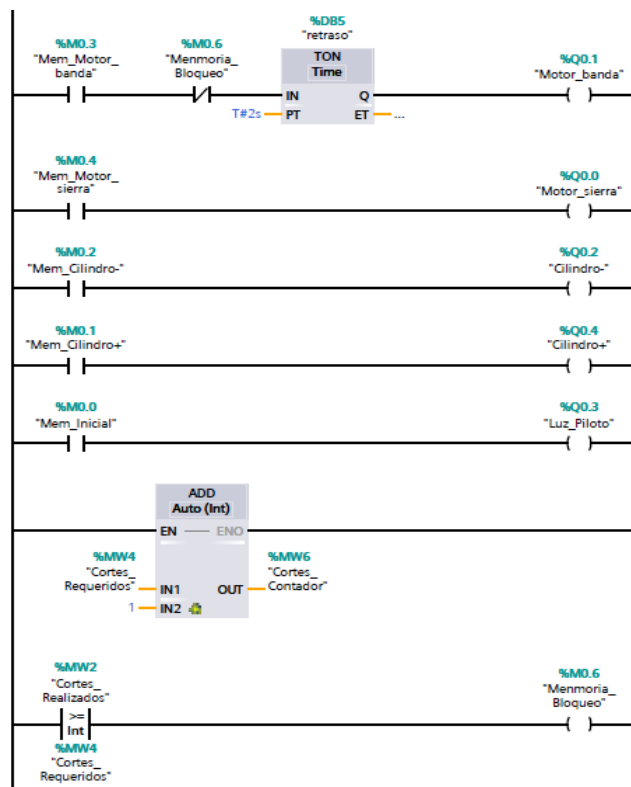 %DB5
"retraso"
%M0.3
%M0.6
TON
%Q0.1
"Mem_Motor_
"Menmoria_
Time
"Motor_banda"
banda"
Bloqueo"
IN
Q
T#2s
PT
ET
...
%M0.4
%Q0.0
"Mem_Motor_
"Motor_sierra"
sierra"
%M0.2
%Q0.2
"Mem_Cilindro-"
"Cilindro-"
%M0.1
%Q0.4
"Mem_Cilindro+"
"Cilindro+"
%M0.0
%Q0.3
"Mem_Inicial"
"Luz_Piloto"
ADD
Auto (Int)
EN
ENO
%MW4
%MW6
"Cortes_
"Cortes_
Requeridos"
IN1
OUT
Contador"
1
IN2
%MW2
%M0.6
"Cortes_
"Menmoria_
Realizados"
Bloqueo"
>=
Int
%MW4
"Cortes_
Requeridos"